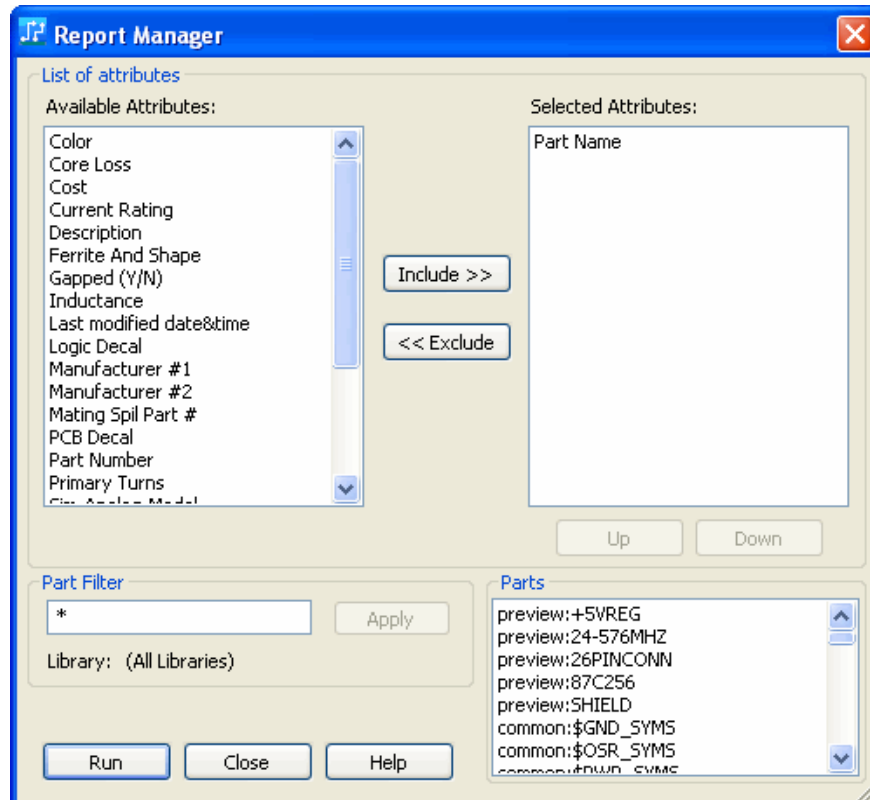 Report Manager
List of attributes
Available Attributes:
Color
Core Loss
Cost
Current Rating
Description
Ferrite And Shape
Gapped (Y/N)
Inductance
Last modified date&time
Logic Decal
Manufacturer #1
Manufacturer #2
Mating Spil Part #
PCB Decal
Part Number
Primary Turns
Include >>
<< Exclude
Selected Attributes:
Part Name
Up Down
Part Filter
*
Apply
Library: (All Libraries)
Parts
preview:+5VREG
preview:24-576MHZ
preview:26PINCONN
preview:87C256
preview:SHIELD
common:$GND_SYMS
common:$OSR_SYMS
Run Close Help